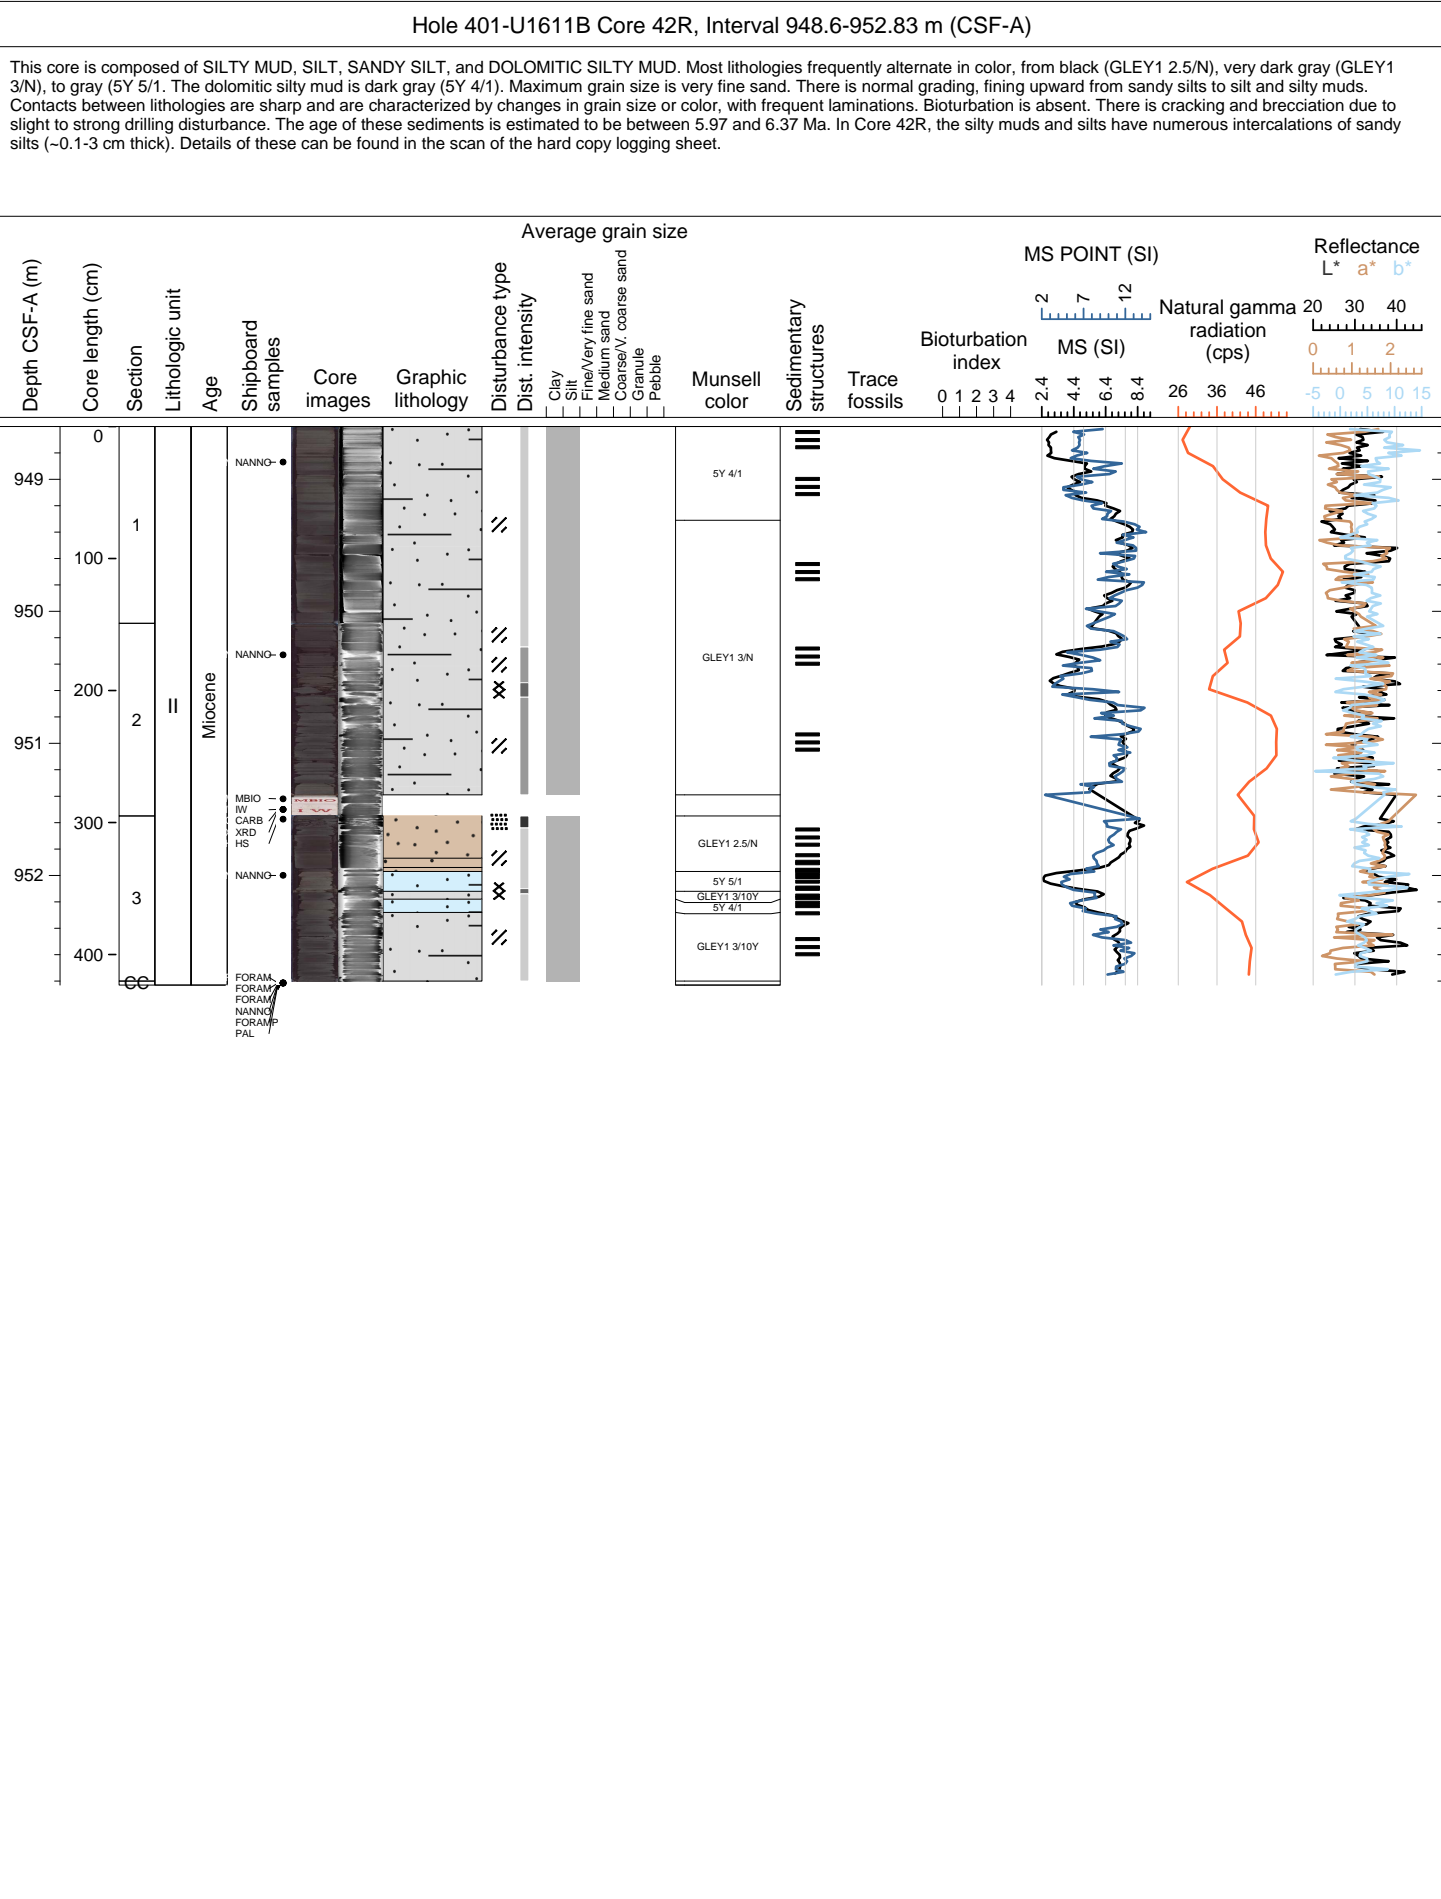 Hole 401-U1611B Core 42R, Interval 948.6-952.83 m (CSF-A)
This core is composed of SILTY MUD, SILT, SANDY SILT, and DOLOMITIC SILTY MUD. Most lithologies frequently alternate in color, from black (GLEY1 2.5/N), very dark gray (GLEY1
3/N), to gray (5Y 5/1. The dolomitic silty mud is dark gray (5Y 4/1). Maximum grain size is very fine sand. There is normal grading, fining upward from sandy silts to silt and silty muds.
Contacts between lithologies are sharp and are characterized by changes in grain size or color, with frequent laminations. Bioturbation is absent. There is cracking and brecciation due to
slight to strong drilling disturbance. The age of these sediments is estimated to be between 5.97 and 6.37 Ma. In Core 42R, the silty muds and silts have numerous intercalations of sandy
silts (~0.1-3 cm thick). Details of these can be found in the scan of the hard copy logging sheet.
Depth CSF-A (m)
Core length (cm)
Section
Lithologic unit
Age
Shipboard
samples
Core
images
Graphic
lithology
Disturbance type
Dist. intensity
Average grain size
Clay
Silt
Fine/Very fine sand
Medium sand
Coarse/V. coarse sand
Granule
Pebble
Munsell
color
Sedimentary
structures
Trace
fossils
Bioturbation
index
0 1 2 3 4
MS POINT (SI)
2 7 12
MS (SI)
2.4 4.4 6.4 8.4
Natural gamma
radiation
(cps)
26 36 46
Reflectance
L* a* b*
20 30 40
0 1 2
-5 0 5 10 15
949
950
951
952
0
100
200
300
400
1
2
3
CC
II
Miocene
NANNO
NANNO
MBIO
IW
CARB
XRD
HS
NANNO
FORAM
FORAM
FORAM
NANNO
FORAMP
PAL
MBIO
IW
5Y 4/1
GLEY1 3/N
GLEY1 2.5/N
5Y 5/1
GLEY1 3/10Y
5Y 4/1
GLEY1 3/10Y